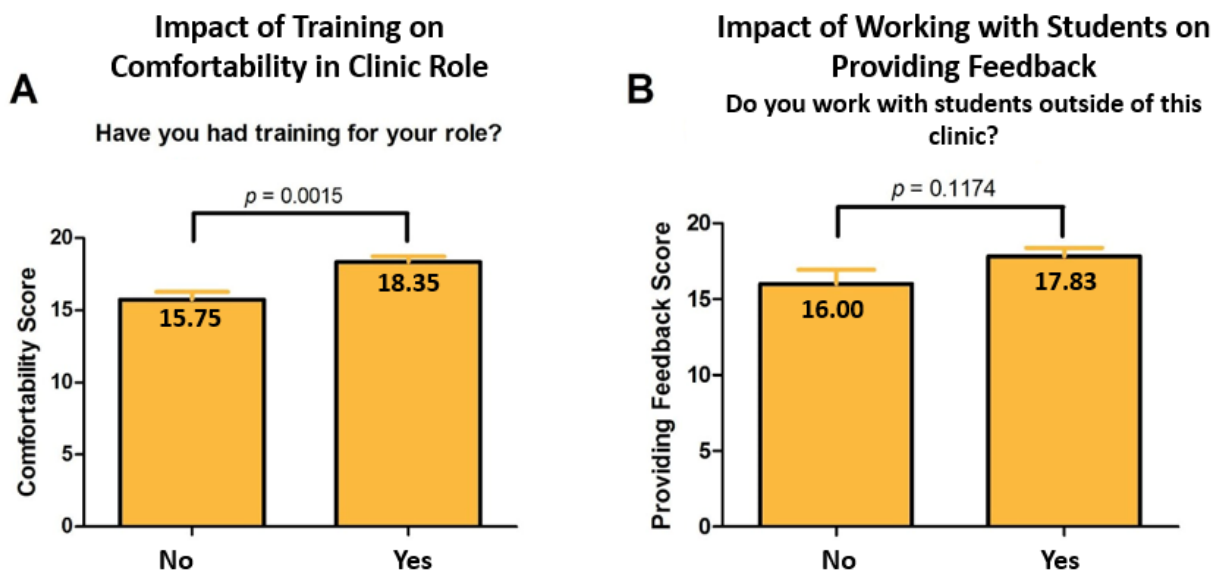 Impact of Training on
Comfortability in Clinic Role
A
Have you had training for your role?
p = 0.0015
20
15
10
5
0
Comfortability Score
15.75
18.35
No
Yes
Impact of Working with Students on
Providing Feedback
B
Do you work with students outside of this
clinic?
p = 0.1174
20
15
10
5
0
Providing Feedback Score
16.00
17.83
No
Yes